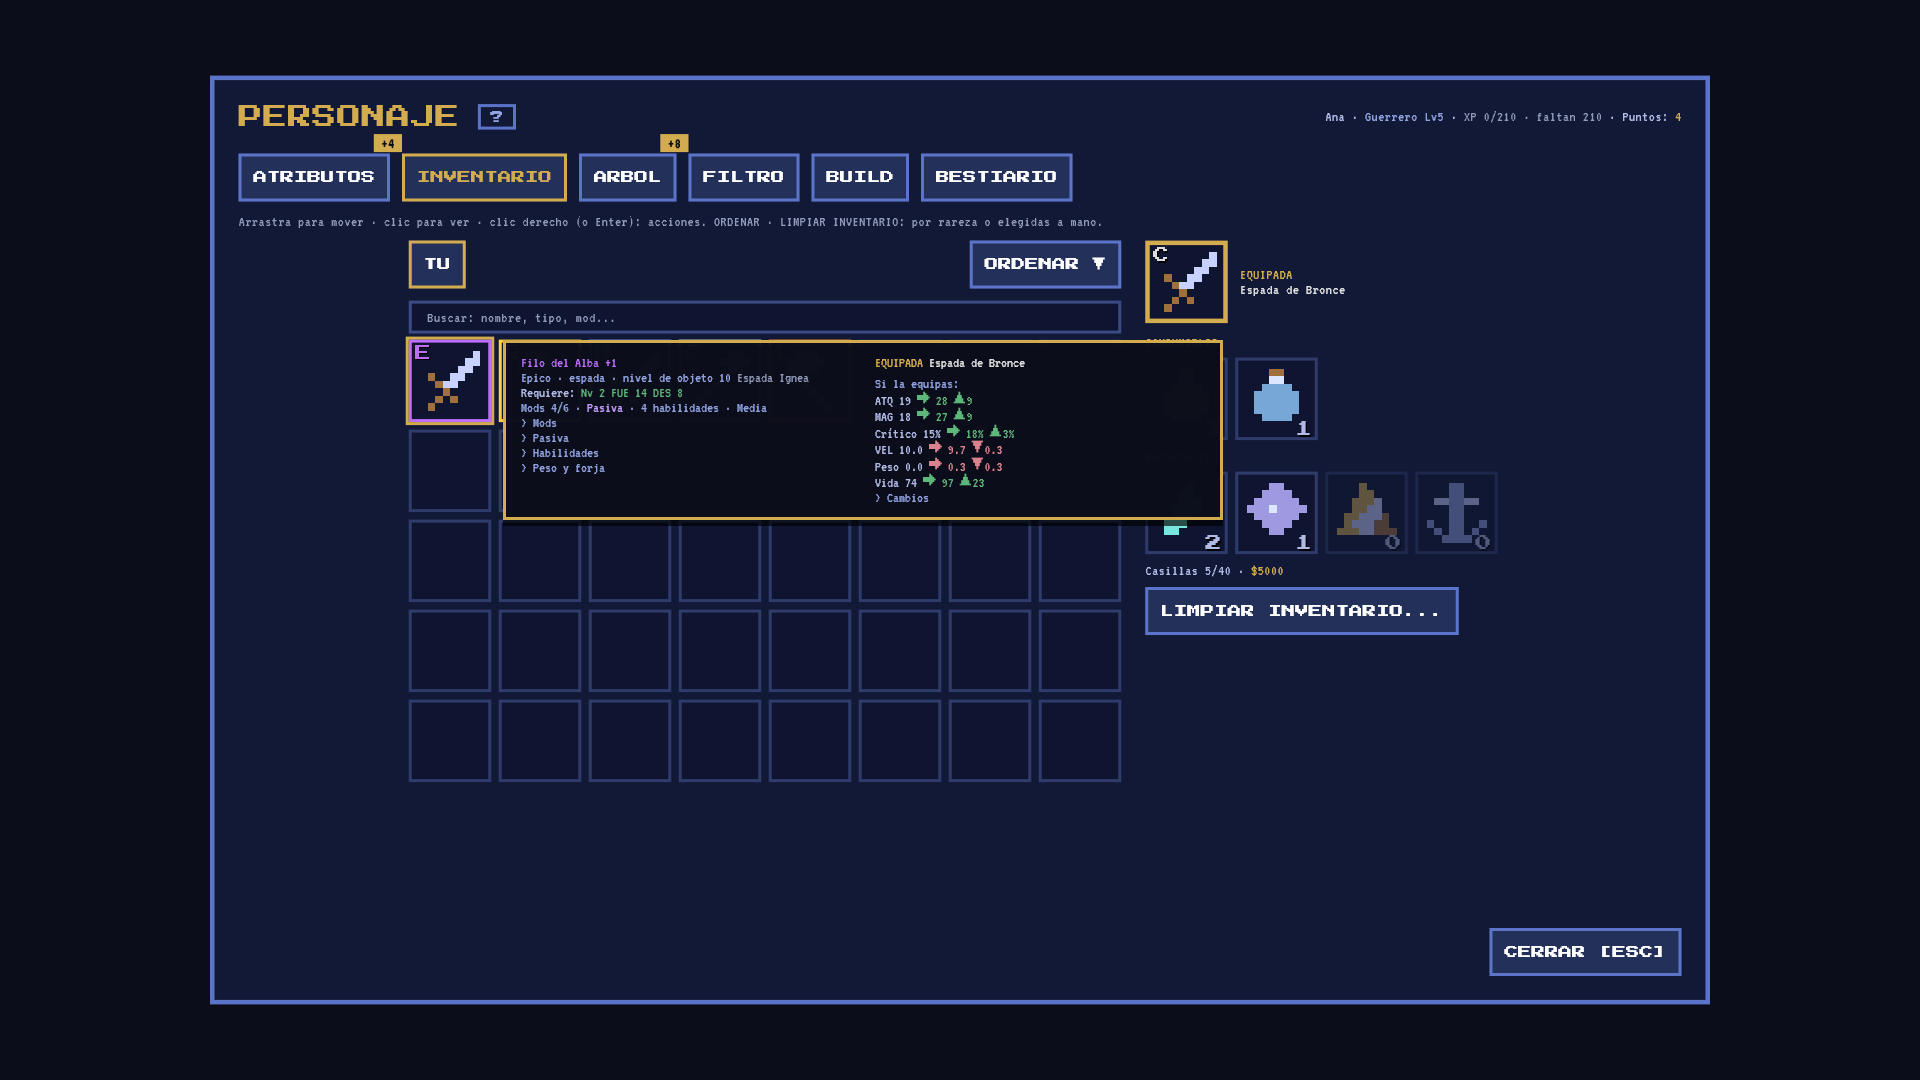 PERSONAJE ?
Ana · Guerrero Lv5 · XP 0/210 · faltan 210 · Puntos: 4
+4
+8
ATRIBUTOS
INVENTARIO
ARBOL
FILTRO
BUILD
BESTIARIO
Arrastra para mover · clic para ver · clic derecho (o Enter): acciones. ORDENAR · LIMPIAR INVENTARIO: por rareza o elegidas a mano.
TU
ORDENAR ▼
Buscar: nombre, tipo, mod...
C
EQUIPADA
Espada de Bronce
E
Filo del Alba +1
Epico · espada · nivel de objeto 10 Espada Ignea
Requiere: Nv 2 FUE 14 DES 8
Mods 4/6 · Pasiva · 4 habilidades · Media
> Mods
> Pasiva
> Habilidades
> Peso y forja
EQUIPADA Espada de Bronce
Si la equipas:
ATQ 19 → 28 ▲9
MAG 18 → 27 ▲9
Crítico 15% → 18% ▲3%
VEL 10.0 → 9.7 ▼0.3
Peso 0.0 → 0.3 ▼0.3
Vida 74 → 97 ▲23
> Cambios
1
2
1
0
0
Casillas 5/40 · $5000
LIMPIAR INVENTARIO...
CERRAR [ESC]